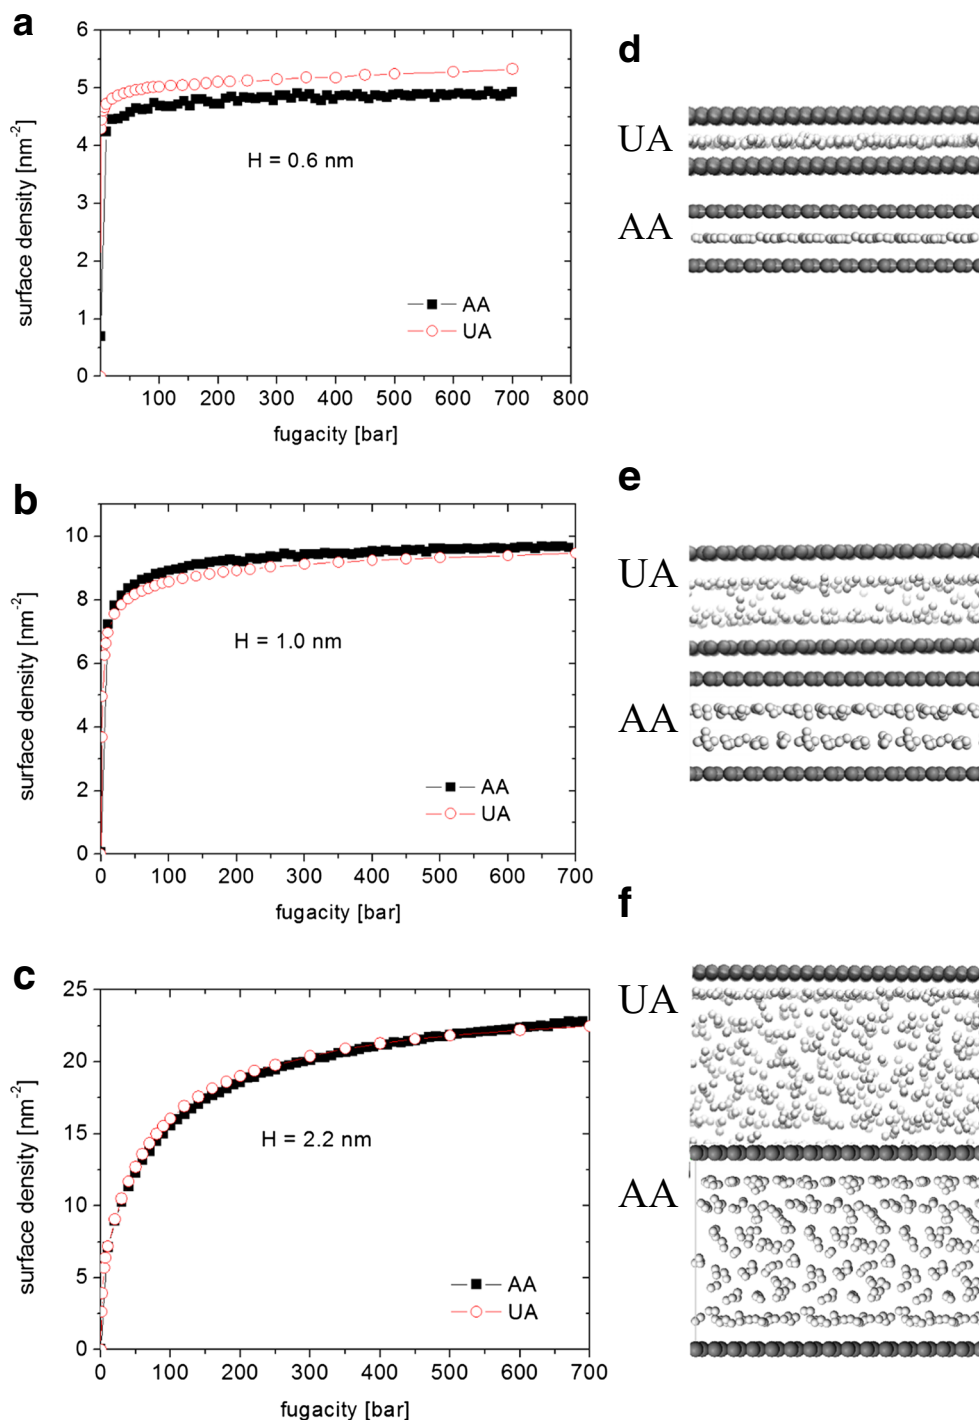 a
surface density [nm⁻²]
6
5
4
3
2
1
0
H = 0.6 nm
AA
UA
100 200 300 400 500 600 700 800
fugacity [bar]
d
UA
AA
b
surface density [nm⁻²]
10
8
6
4
2
0
H = 1.0 nm
AA
UA
0 100 200 300 400 500 600 700
fugacity [bar]
e
UA
AA
c
surface density [nm⁻²]
25
20
15
10
5
0
H = 2.2 nm
AA
UA
0 100 200 300 400 500 600 700
fugacity [bar]
f
UA
AA